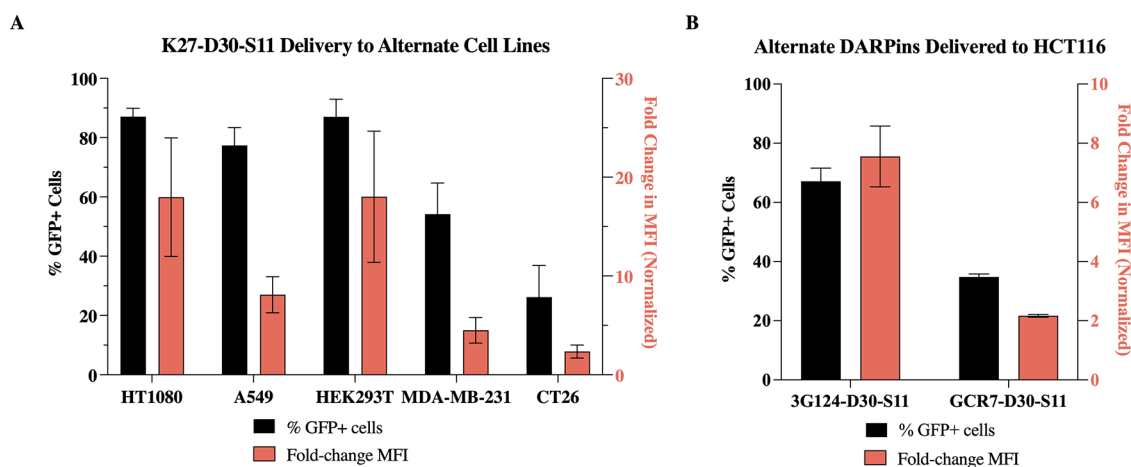 A
K27-D30-S11 Delivery to Alternate Cell Lines
% GFP+ Cells
100
80
60
40
20
0
30
20
10
0
Fold Change in MFI (Normalized)
HT1080 A549 HEK293T MDA-MB-231 CT26
% GFP+ cells
Fold-change MFI
B
Alternate DARPins Delivered to HCT116
% GFP+ Cells
100
80
60
40
20
0
10
8
6
4
2
0
Fold Change in MFI (Normalized)
3G124-D30-S11 GCR7-D30-S11
% GFP+ cells
Fold-change MFI